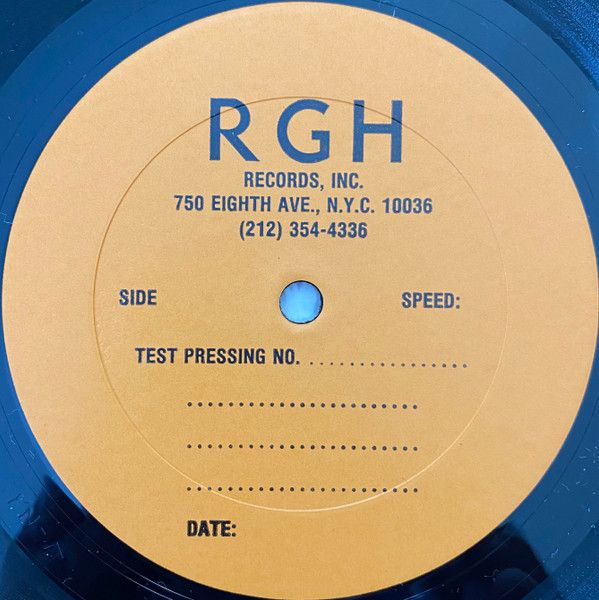 RGH
RECORDS, INC.
750 EIGHTH AVE., N.Y.C. 10036
(212) 354-4336
SIDE SPEED:
TEST PRESSING NO. ................
.......................
.......................
.......................
DATE: